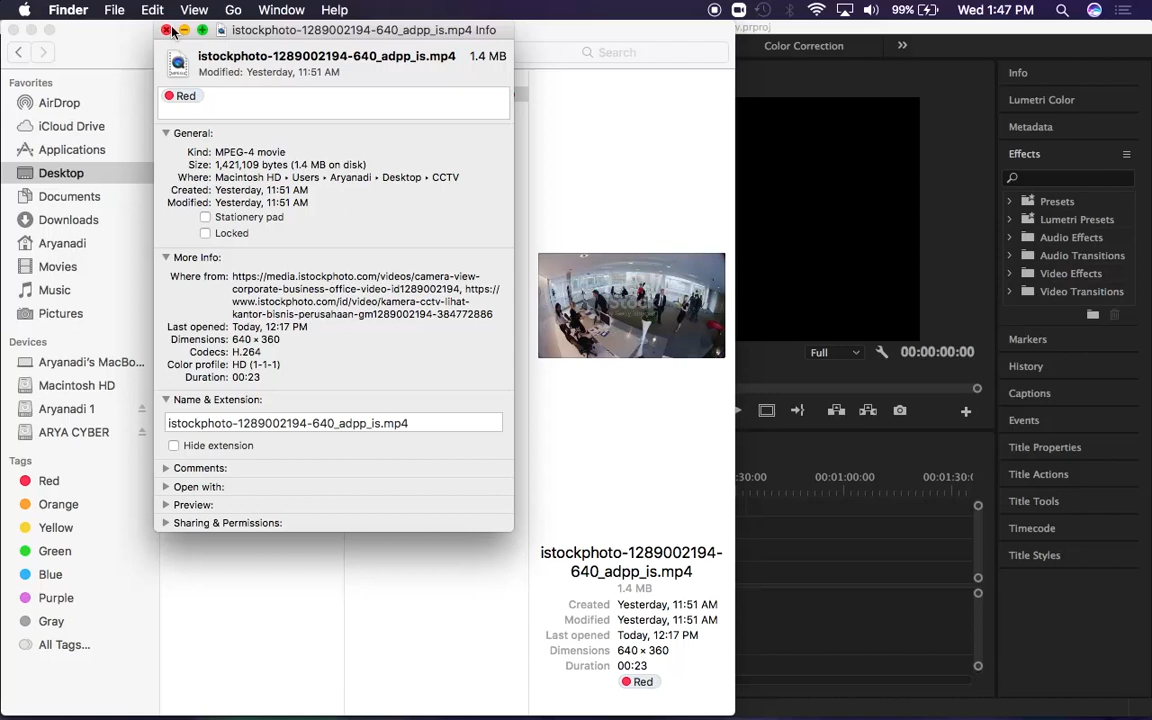 Finder File Edit View Go Window Help 99% Wed 1:47 PM
istockphoto-1289002194-640_adpp_is.mp4 Info
istockphoto-1289002194-640_adpp_is.mp4 1.4 MB
Modified: Yesterday, 11:51 AM
Red
General:
Kind: MPEG-4 movie
Size: 1,421,109 bytes (1.4 MB on disk)
Where: Macintosh HD ▸ Users ▸ Aryanadi ▸ Desktop ▸ CCTV
Created: Yesterday, 11:51 AM
Modified: Yesterday, 11:51 AM
Stationery pad
Locked
More Info:
Where from: https://media.istockphoto.com/videos/camera-view-
corporate-business-office-video-id1289002194, https://
www.istockphoto.com/id/video/kamera-cctv-lihat-
kantor-bisnis-perusahaan-gm1289002194-384772886
Last opened: Today, 12:17 PM
Dimensions: 640 × 360
Codecs: H.264
Color profile: HD (1-1-1)
Duration: 00:23
Name & Extension:
istockphoto-1289002194-640_adpp_is.mp4
Hide extension
Comments:
Open with:
Preview:
Sharing & Permissions:
Favorites
AirDrop
iCloud Drive
Applications
Desktop
Documents
Downloads
Aryanadi
Movies
Music
Pictures
Devices
Aryanadi's MacBo...
Macintosh HD
Aryanadi 1
ARYA CYBER
Tags
Red
Orange
Yellow
Green
Blue
Purple
Gray
All Tags...
Search
istockphoto-1289002194-
640_adpp_is.mp4
1.4 MB
Created Yesterday, 11:51 AM
Modified Yesterday, 11:51 AM
Last opened Today, 12:17 PM
Dimensions 640 × 360
Duration 00:23
Red
.prproj
Color Correction
Full 00:00:00:00
:30:00 00:01:00:00 00:01:30:0
Info
Lumetri Color
Metadata
Effects
Presets
Lumetri Presets
Audio Effects
Audio Transitions
Video Effects
Video Transitions
Markers
History
Captions
Events
Title Properties
Title Actions
Title Tools
Timecode
Title Styles